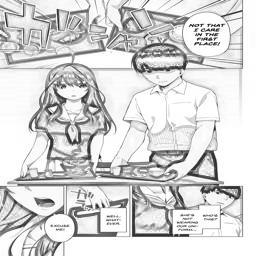 NOT THAT
I CARE
IN THE
FIRST
PLACE!
WHO'S
THIS?
SHE'S
NOT
WEARING
OUR UNI-
FORM...
WELL,
WHAT-
EVER.
EXCUSE
ME!